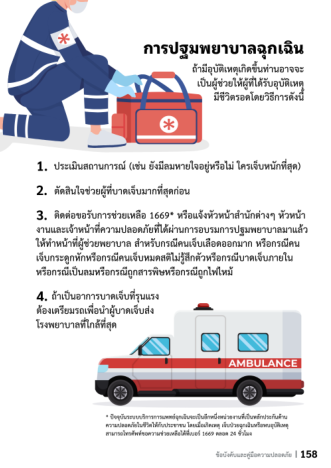 การปฐมพยาบาลฉุกเฉิน
ถ้ามีอุบัติเหตุเกิดขึ้นท่านอาจจะ
เป็นผู้ช่วยให้ผู้ที่ได้รับอุบัติเหตุ
มีชีวิตรอดโดยวิธีการดังนี้
1. ประเมินสถานการณ์ (เช่น ยังมีลมหายใจอยู่หรือไม่ ใครเจ็บหนักที่สุด)
2. ตัดสินใจช่วยผู้ที่บาดเจ็บมากที่สุดก่อน
3. ติดต่อขอรับการช่วยเหลือ 1669* หรือแจ้งหัวหน้าสำนักต่างๆ หัวหน้า
งานและเจ้าหน้าที่ความปลอดภัยที่ได้ผ่านการอบรมการปฐมพยาบาลมาแล้ว
ให้ทำหน้าที่ผู้ช่วยพยาบาล สำหรับกรณีคนเจ็บเลือดออกมาก หรือกรณีคน
เจ็บกระดูกหักหรือกรณีคนเจ็บหมดสติไม่รู้สึกตัวหรือกรณีบาดเจ็บภายใน
หรือกรณีเป็นลมหรือกรณีถูกสารพิษหรือกรณีถูกไฟไหม้
4. ถ้าเป็นอาการบาดเจ็บที่รุนแรง
ต้องเตรียมรถเพื่อนำผู้บาดเจ็บส่ง
โรงพยาบาลที่ใกล้ที่สุด
AMBULANCE
* ปัจจุบันระบบบริการการแพทย์ฉุกเฉินจะเป็นอีกหนึ่งหน่วยงานที่เป็นหลักประกันด้าน
ความปลอดภัยในชีวิตให้กับประชาชน โดยเมื่อเกิดเหตุ เจ็บป่วยฉุกเฉินหรือพบอุบัติเหตุ
สามารถโทรศัพท์ขอความช่วยเหลือได้ที่เบอร์ 1669 ตลอด 24 ชั่วโมง
ข้อบังคับและคู่มือความปลอดภัย | 158